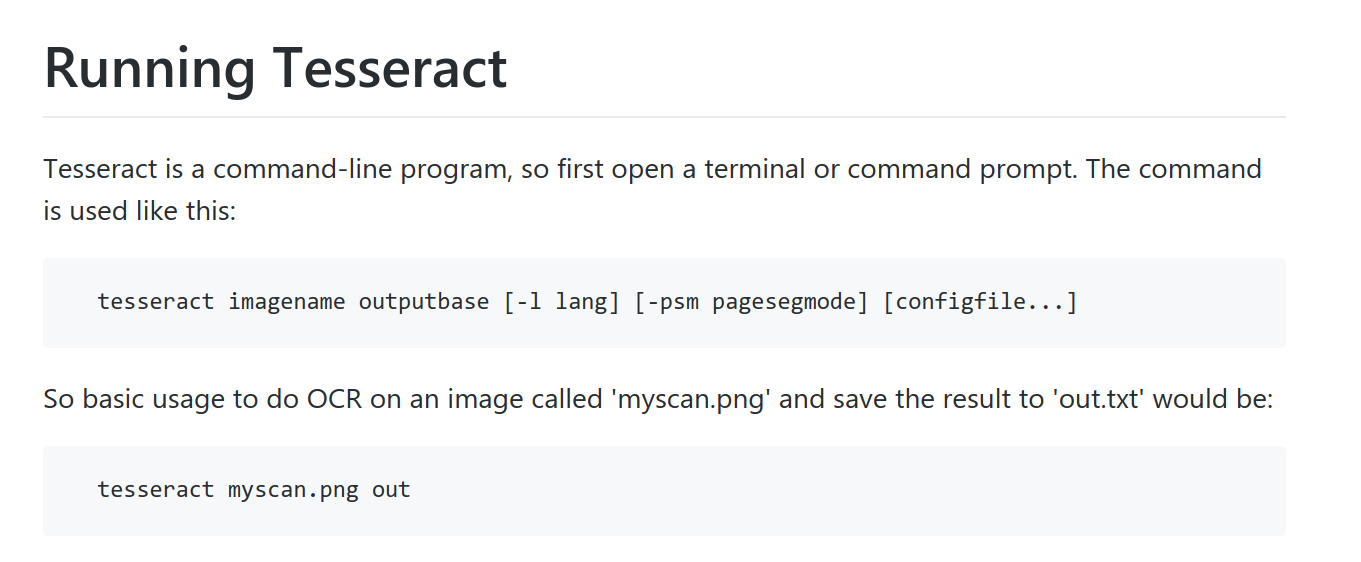 Running Tesseract
Tesseract is a command-line program, so first open a terminal or command prompt. The command
is used like this:
tesseract imagename outputbase [-l lang] [-psm pagesegmode] [configfile...]
So basic usage to do OCR on an image called 'myscan.png' and save the result to 'out.txt' would be:
tesseract myscan.png out